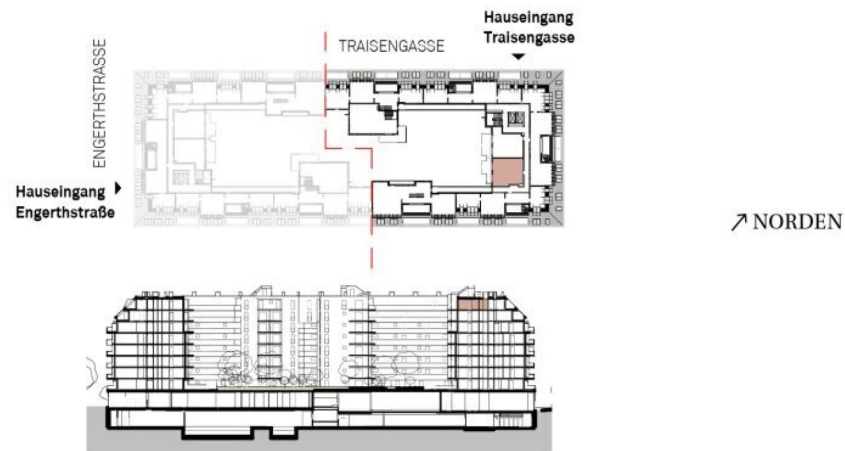 Hauseingang
Traisengasse
TRAISENGASSE
ENGERTHSTRASSE
Hauseingang
Engerthstraße
↗ NORDEN